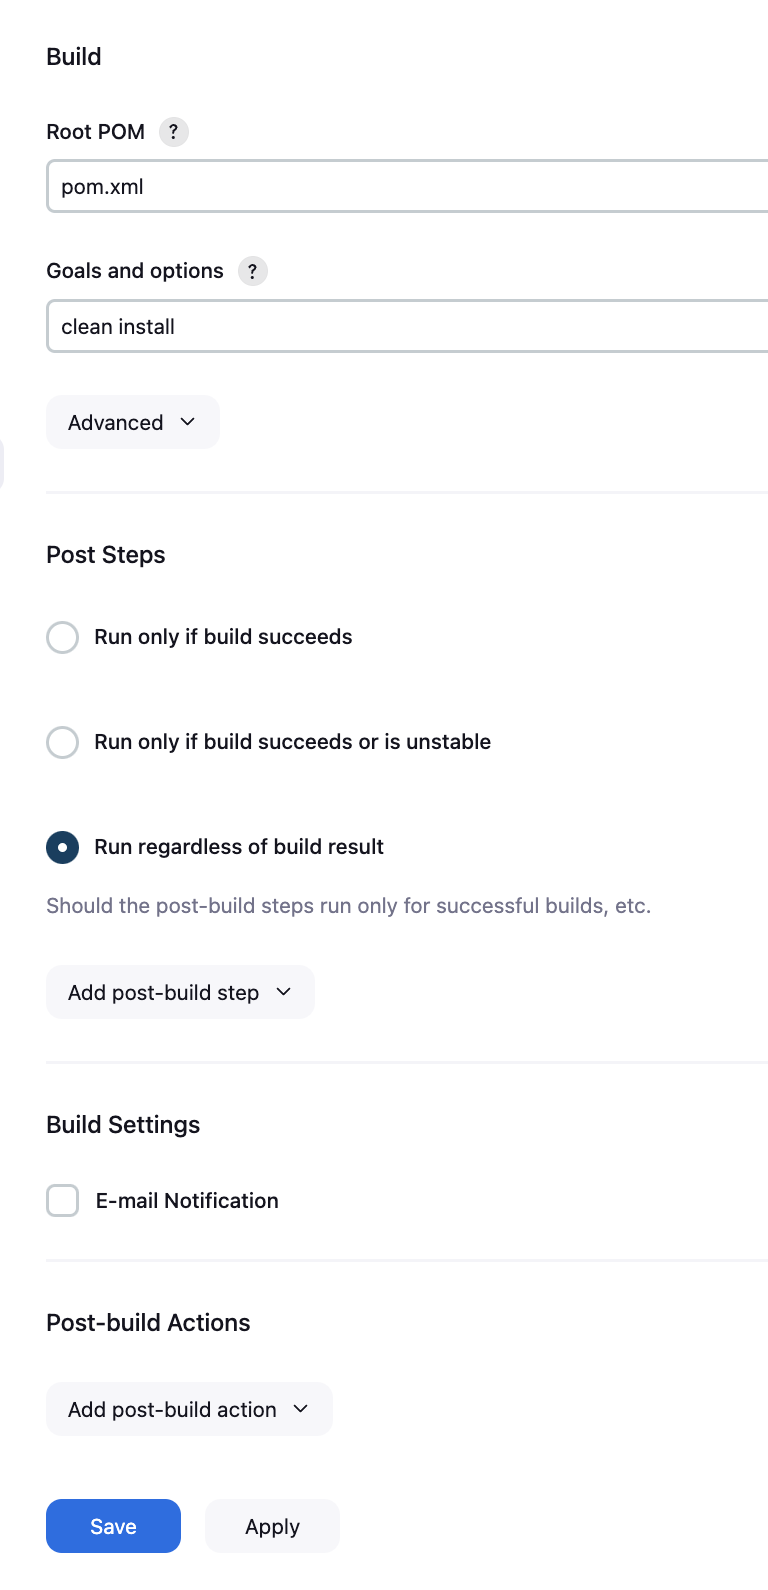 Build
Root POM ?
pom.xml
Goals and options ?
clean install
Advanced
Post Steps
Run only if build succeeds
Run only if build succeeds or is unstable
Run regardless of build result
Should the post-build steps run only for successful builds, etc.
Add post-build step
Build Settings
E-mail Notification
Post-build Actions
Add post-build action
Save Apply